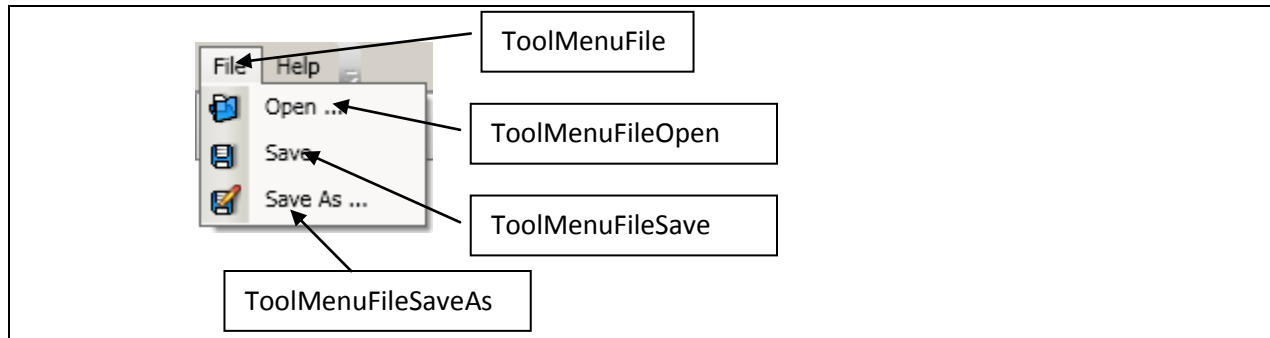 ToolMenuFile
File Help
Open ...
ToolMenuFileOpen
Save
Save As ...
ToolMenuFileSave
ToolMenuFileSaveAs